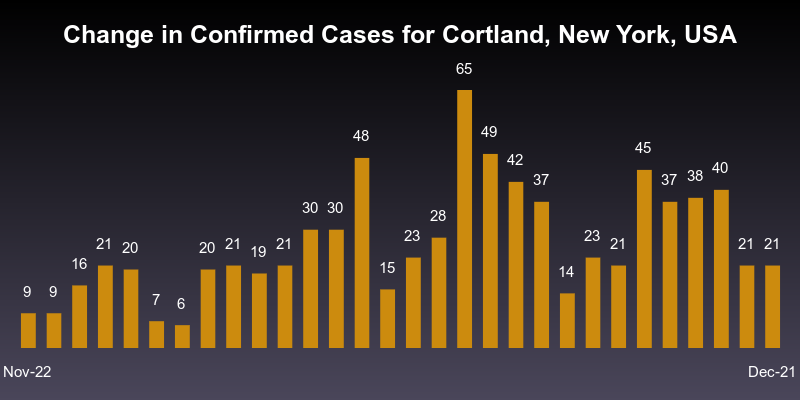 Change in Confirmed Cases for Cortland, New York, USA
9 9 16 21 20 7 6 20 21 19 21 30 30 48 15 23 28 65 49 42 37 14 23 21 45 37 38 40 21 21
Nov-22 Dec-21